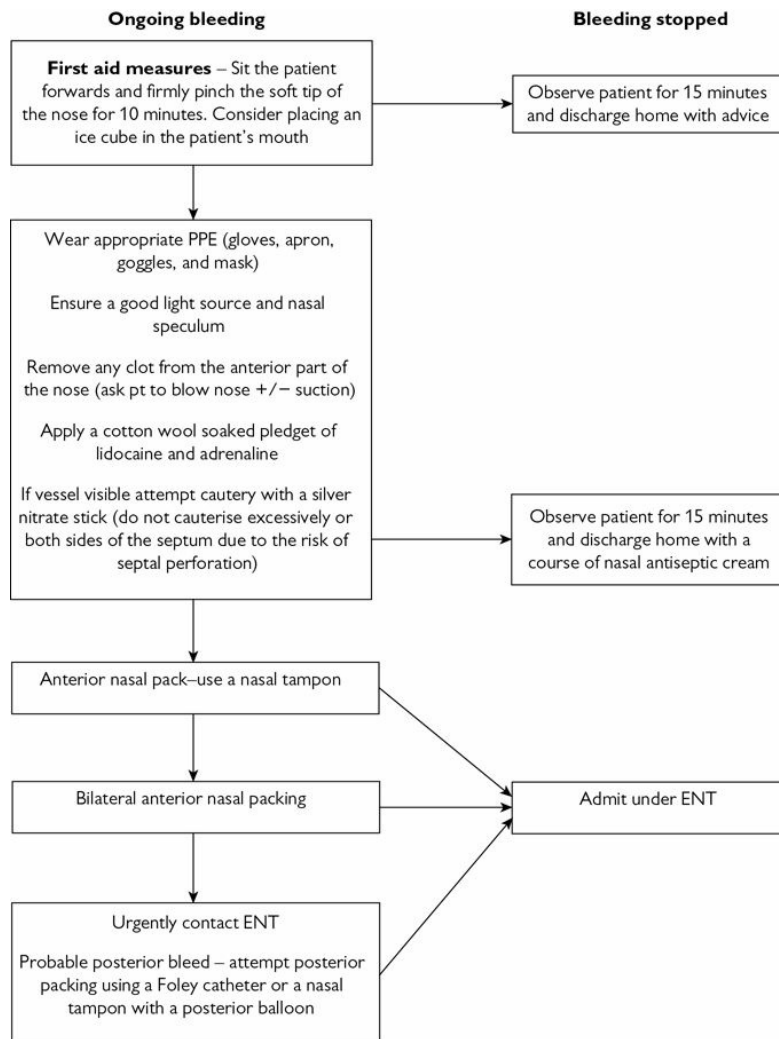 Ongoing bleeding
Bleeding stopped
First aid measures – Sit the patient
forwards and firmly pinch the soft tip of
the nose for 10 minutes. Consider placing an
ice cube in the patient's mouth
Observe patient for 15 minutes
and discharge home with advice
Wear appropriate PPE (gloves, apron,
goggles, and mask)
Ensure a good light source and nasal
speculum
Remove any clot from the anterior part of
the nose (ask pt to blow nose +/− suction)
Apply a cotton wool soaked pledget of
lidocaine and adrenaline
If vessel visible attempt cautery with a silver
nitrate stick (do not cauterise excessively or
both sides of the septum due to the risk of
septal perforation)
Observe patient for 15 minutes
and discharge home with a
course of nasal antiseptic cream
Anterior nasal pack–use a nasal tampon
Bilateral anterior nasal packing
Admit under ENT
Urgently contact ENT
Probable posterior bleed – attempt posterior
packing using a Foley catheter or a nasal
tampon with a posterior balloon